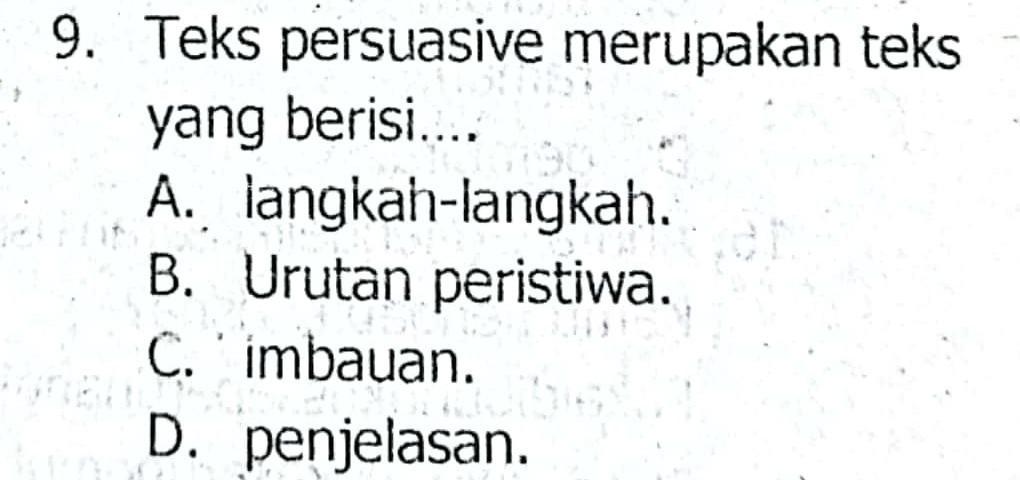 9. Teks persuasive merupakan teks
yang berisi....
A. langkah-langkah.
B. Urutan peristiwa.
C. imbauan.
D. penjelasan.